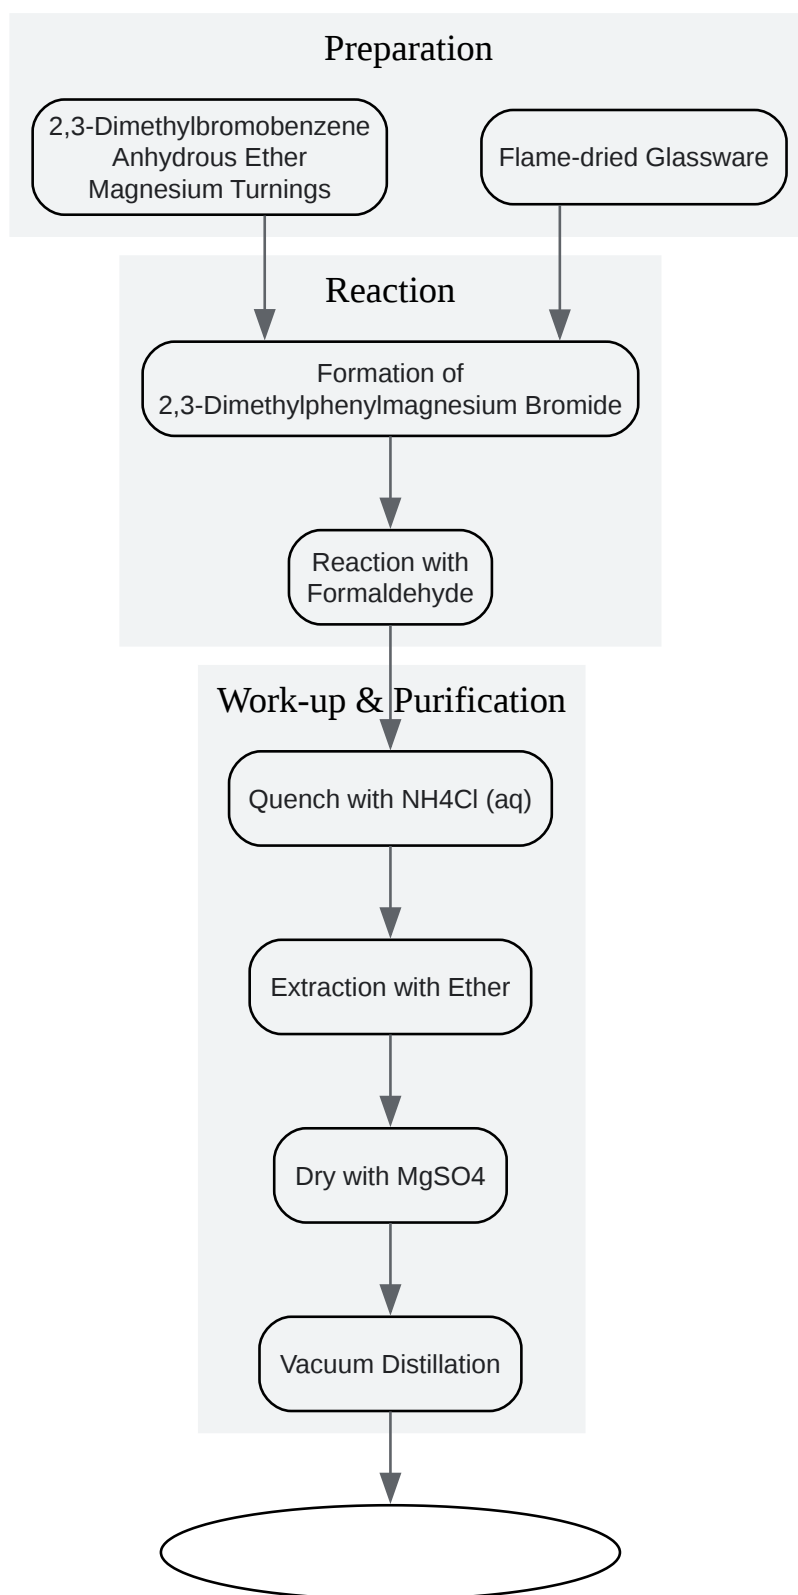 Preparation
2,3-Dimethylbromobenzene
Anhydrous Ether
Magnesium Turnings
Flame-dried Glassware
Reaction
Formation of
2,3-Dimethylphenylmagnesium Bromide
Reaction with
Formaldehyde
Work-up & Purification
Quench with NH4Cl (aq)
Extraction with Ether
Dry with MgSO4
Vacuum Distillation